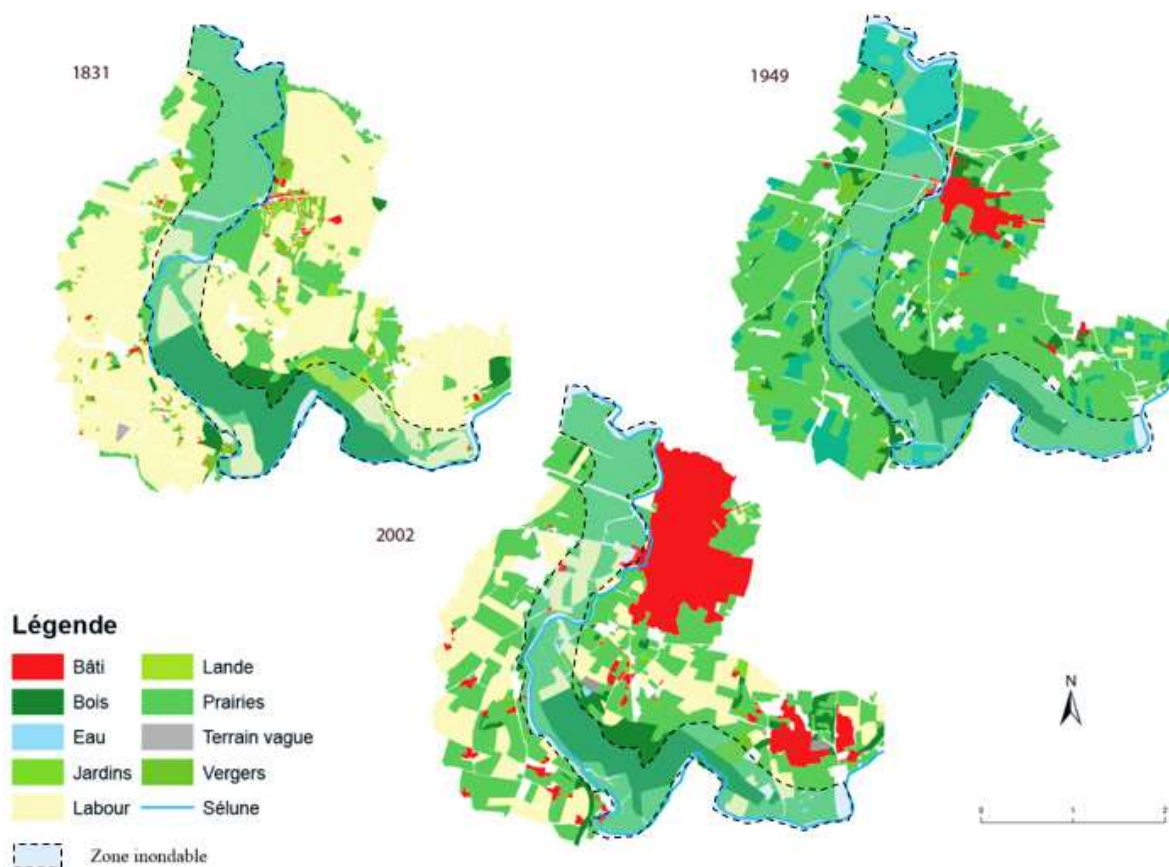 1831
1949
2002
Légende
Bâti
Lande
Bois
Prairies
Eau
Terrain vague
Jardins
Vergers
Labour
Sélune
Zone inondable
N
0 1 2